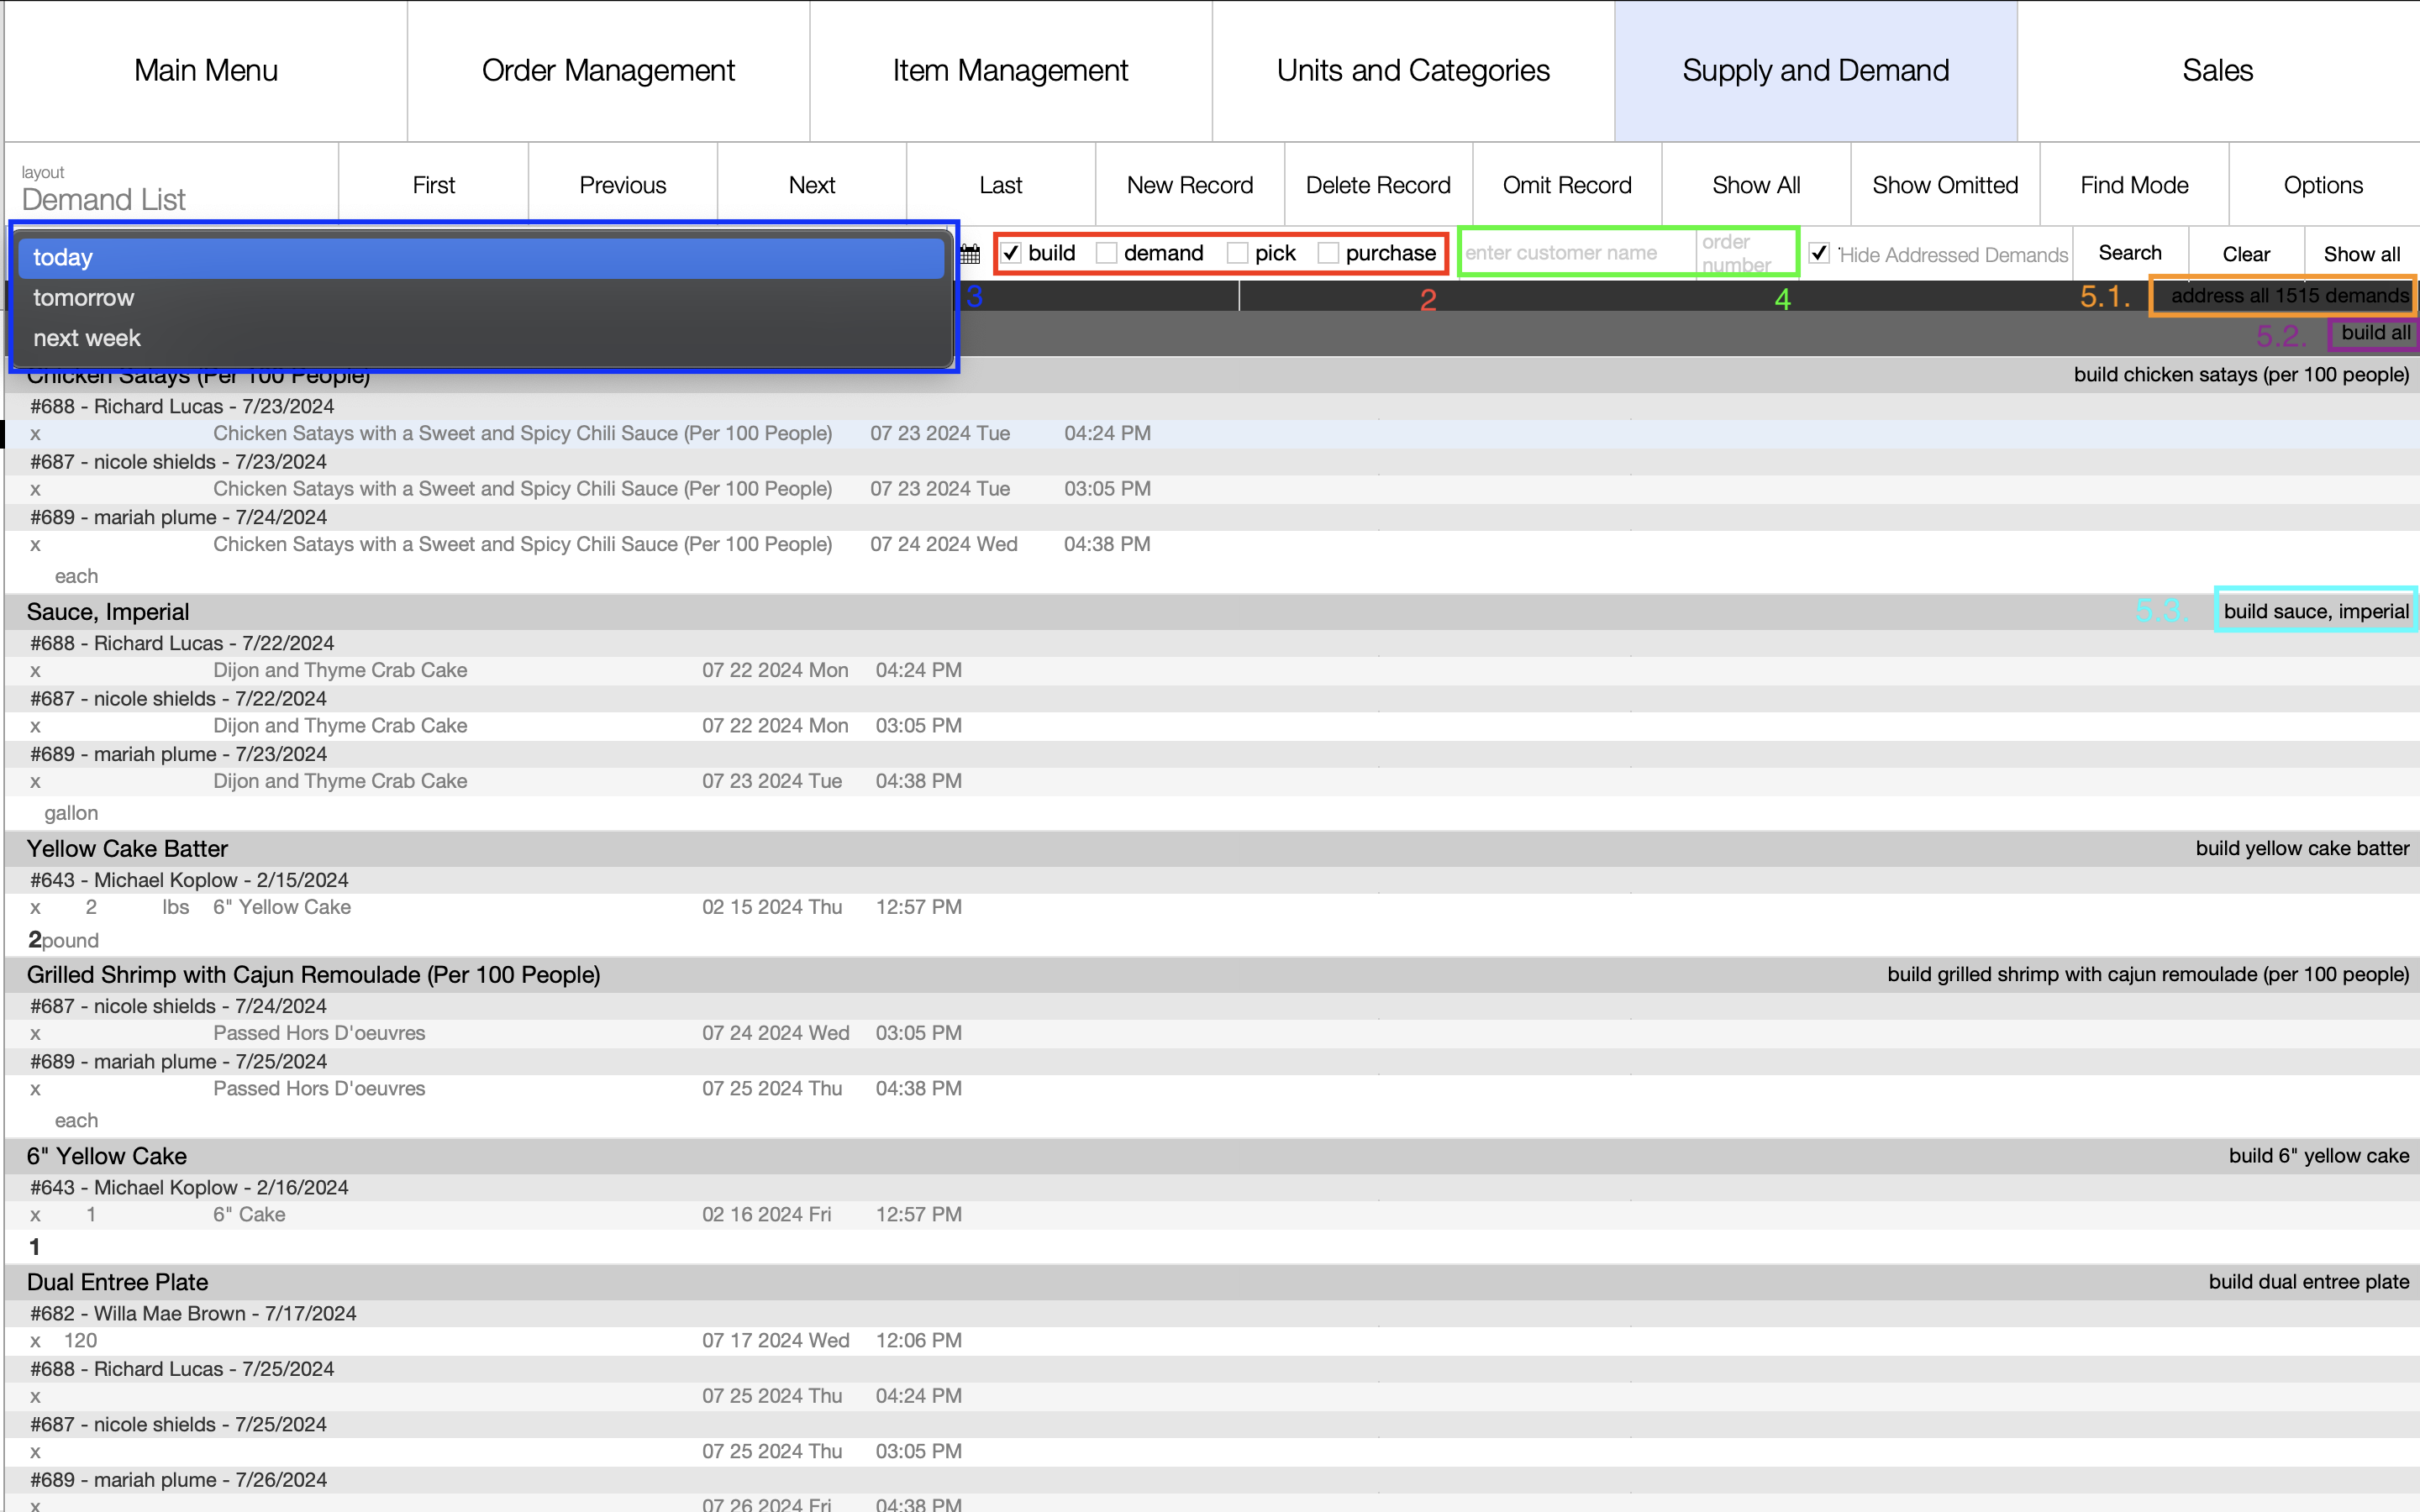 Main Menu
Order Management
Item Management
Units and Categories
Supply and Demand
Sales
layout
Demand List
First
Previous
Next
Last
New Record
Delete Record
Omit Record
Show All
Show Omitted
Find Mode
Options
today
tomorrow
next week
build
demand
pick
purchase
enter customer name
order
number
Hide Addressed Demands
Search
Clear
Show all
3
2
4
5.1.
address all 1515 demands
5.2.
build all
Chicken Satays (Per 100 People)
build chicken satays (per 100 people)
#688 - Richard Lucas - 7/23/2024
x Chicken Satays with a Sweet and Spicy Chili Sauce (Per 100 People) 07 23 2024 Tue 04:24 PM
#687 - nicole shields - 7/23/2024
x Chicken Satays with a Sweet and Spicy Chili Sauce (Per 100 People) 07 23 2024 Tue 03:05 PM
#689 - mariah plume - 7/24/2024
x Chicken Satays with a Sweet and Spicy Chili Sauce (Per 100 People) 07 24 2024 Wed 04:38 PM
each
Sauce, Imperial
5.3.
build sauce, imperial
#688 - Richard Lucas - 7/22/2024
x Dijon and Thyme Crab Cake 07 22 2024 Mon 04:24 PM
#687 - nicole shields - 7/22/2024
x Dijon and Thyme Crab Cake 07 22 2024 Mon 03:05 PM
#689 - mariah plume - 7/23/2024
x Dijon and Thyme Crab Cake 07 23 2024 Tue 04:38 PM
gallon
Yellow Cake Batter
build yellow cake batter
#643 - Michael Koplow - 2/15/2024
x 2 lbs 6" Yellow Cake 02 15 2024 Thu 12:57 PM
2pound
Grilled Shrimp with Cajun Remoulade (Per 100 People)
build grilled shrimp with cajun remoulade (per 100 people)
#687 - nicole shields - 7/24/2024
x Passed Hors D'oeuvres 07 24 2024 Wed 03:05 PM
#689 - mariah plume - 7/25/2024
x Passed Hors D'oeuvres 07 25 2024 Thu 04:38 PM
each
6" Yellow Cake
build 6" yellow cake
#643 - Michael Koplow - 2/16/2024
x 1 6" Cake 02 16 2024 Fri 12:57 PM
1
Dual Entree Plate
build dual entree plate
#682 - Willa Mae Brown - 7/17/2024
x 120 07 17 2024 Wed 12:06 PM
#688 - Richard Lucas - 7/25/2024
x 07 25 2024 Thu 04:24 PM
#687 - nicole shields - 7/25/2024
x 07 25 2024 Thu 03:05 PM
#689 - mariah plume - 7/26/2024
x 07 26 2024 Fri 04:38 PM